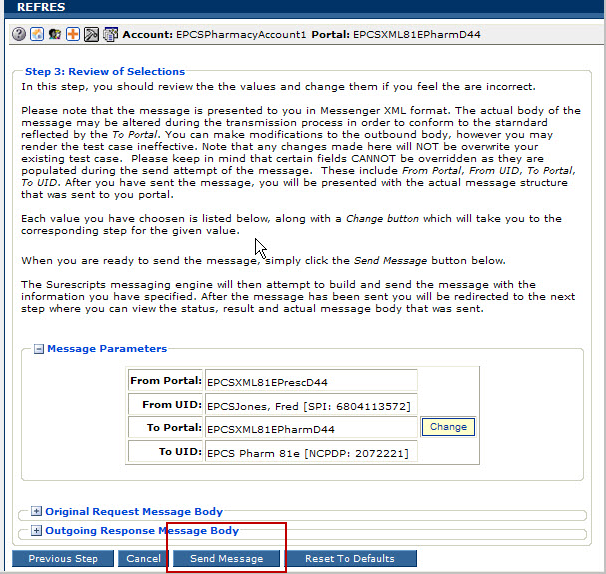 REFRES
Account: EPCSPharmacyAccount1 Portal: EPCSXML81EPharmD44
Step 3: Review of Selections
In this step, you should review the the values and change them if you feel the are incorrect.
Please note that the message is presented to you in Messenger XML format. The actual body of the
message may be altered during the transmission process in order to conform to the starndard
reflected by the To Portal. You can make modifications to the outbound body, however you may
render the test case ineffective. Note that any changes made here will NOT be overwrite your
existing test case. Please keep in mind that certain fields CANNOT be overridden as they are
populated during the send attempt of the message. These include From Portal, From UID, To Portal,
To UID. After you have sent the message, you will be presented with the actual message structure
that was sent to you portal.
Each value you have choosen is listed below, along with a Change button which will take you to the
corresponding step for the given value.
When you are ready to send the message, simply click the Send Message button below.
The Surescripts messaging engine will then attempt to build and send the message with the
information you have specified. After the message has been sent you will be redirected to the next
step where you can view the status, result and actual message body that was sent.
Message Parameters
From Portal: EPCSXML81EPrescD44
From UID: EPCSJones, Fred [SPI: 6804113572]
To Portal: EPCSXML81EPharmD44
Change
To UID: EPCS Pharm 81e [NCPDP: 2072221]
Original Request Message Body
Outgoing Response Message Body
Previous Step Cancel Send Message Reset To Defaults